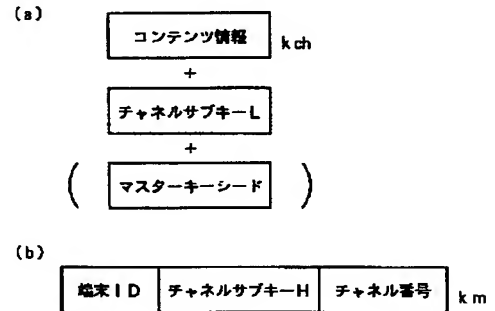 (a)
コンテンツ情報 kch
+
チャネルサブキーL
+
( マスターキーシード )
(b)
端末ID チャネルサブキーH チャネル番号 km